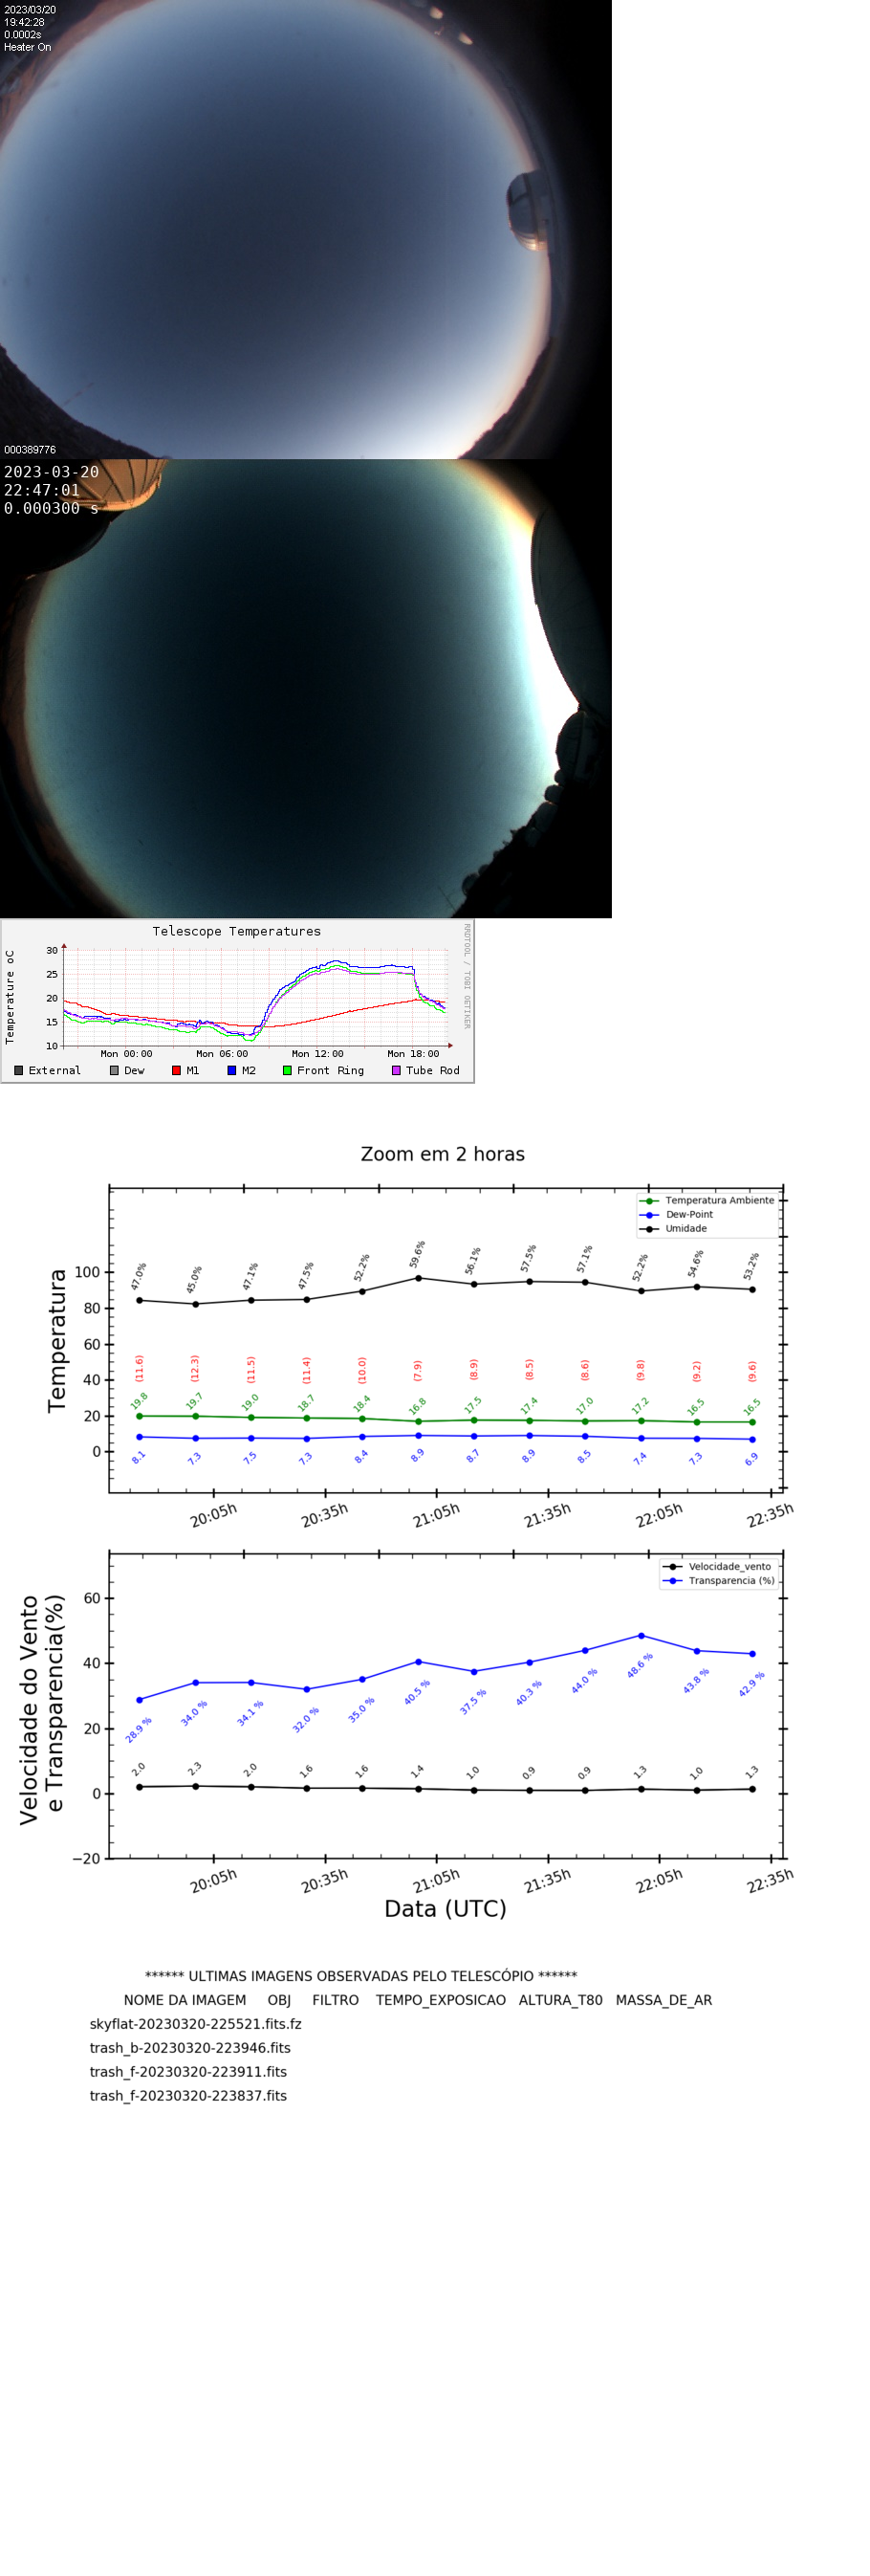 2023/03/20
19:42:28
0.0002s
Heater On
000389776
2023-03-20
22:47:01
0.000300 s
Telescope Temperatures
RRDTOOL / TOBI OETIKER
Temperature oC
30
25
20
15
10
Mon 00:00 Mon 06:00 Mon 12:00 Mon 18:00
External Dew M1 M2 Front Ring Tube Rod
Zoom em 2 horas
Temperatura Ambiente
Dew-Point
Umidade
Temperatura
100
80
60
40
20
0
47.0% 45.0% 47.1% 47.5% 52.2% 59.6% 56.1% 57.5% 57.1% 52.2% 54.6% 53.2%
(11.6) (12.3) (11.5) (11.4) (10.0) (7.9) (8.9) (8.5) (8.6) (9.8) (9.2) (9.6)
19.8 19.7 19.0 18.7 18.4 16.8 17.5 17.4 17.0 17.2 16.5 16.5
8.1 7.3 7.5 7.3 8.4 8.9 8.7 8.9 8.5 7.4 7.3 6.9
20:05h 20:35h 21:05h 21:35h 22:05h 22:35h
Velocidade_vento
Transparencia (%)
Velocidade do Vento
e Transparencia(%)
60
40
20
0
−20
28.9 % 34.0 % 34.1 % 32.0 % 35.0 % 40.5 % 37.5 % 40.3 % 44.0 % 48.6 % 43.8 % 42.9 %
2.0 2.3 2.0 1.6 1.6 1.4 1.0 0.9 0.9 1.3 1.0 1.3
20:05h 20:35h 21:05h 21:35h 22:05h 22:35h
Data (UTC)
****** ULTIMAS IMAGENS OBSERVADAS PELO TELESCÓPIO ******
NOME DA IMAGEM OBJ FILTRO TEMPO_EXPOSICAO ALTURA_T80 MASSA_DE_AR
skyflat-20230320-225521.fits.fz
trash_b-20230320-223946.fits
trash_f-20230320-223911.fits
trash_f-20230320-223837.fits